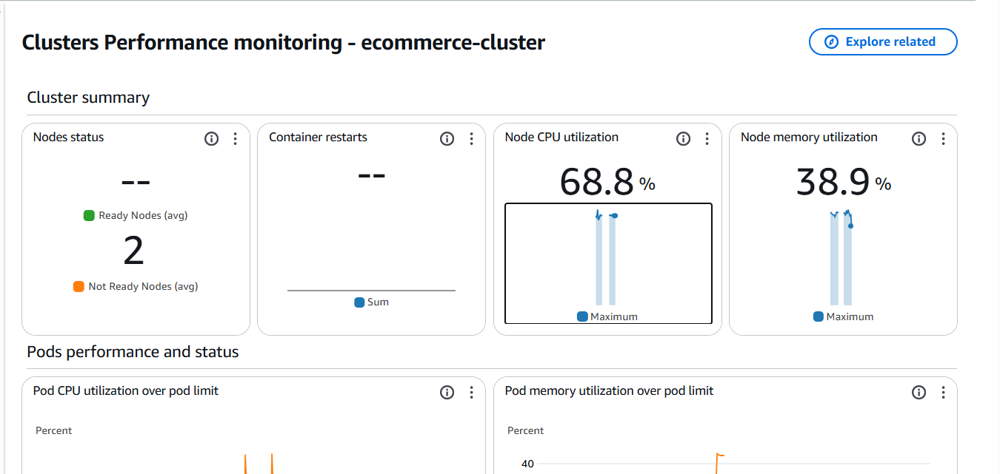 Clusters Performance monitoring - ecommerce-cluster
Explore related
Cluster summary
Nodes status
--
Ready Nodes (avg)
2
Not Ready Nodes (avg)
Container restarts
--
Sum
Node CPU utilization
68.8 %
Maximum
Node memory utilization
38.9 %
Maximum
Pods performance and status
Pod CPU utilization over pod limit
Percent
Pod memory utilization over pod limit
Percent
40